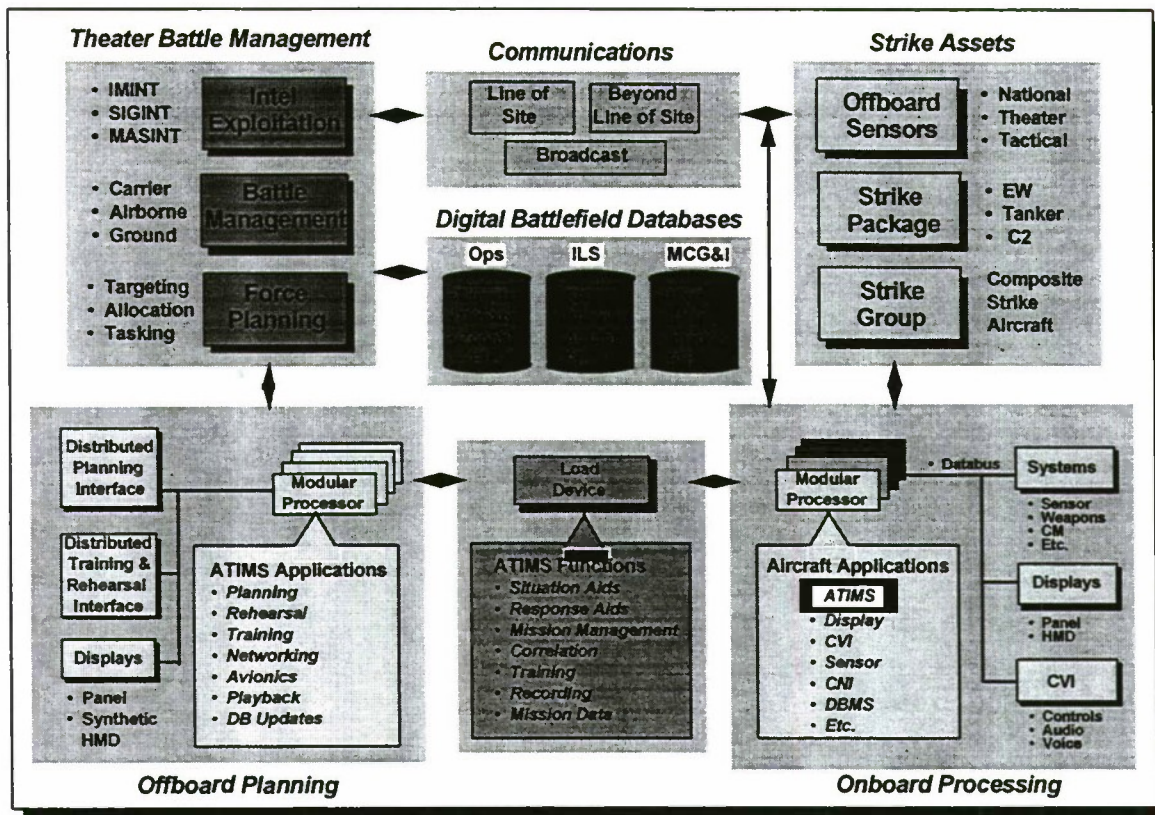 Theater Battle Management
IMINT
SIGINT
MASINT
Intel
Exploitation
Carrier
Airborne
Ground
Battle
Management
Targeting
Allocation
Tasking
Force
Planning
Communications
Line of
Site
Beyond
Line of Site
Broadcast
Digital Battlefield Databases
Ops
ILS
MCG&I
Strike Assets
Offboard
Sensors
National
Theater
Tactical
Strike
Package
EW
Tanker
C2
Strike
Group
Composite
Strike
Aircraft
Distributed
Planning
Interface
Distributed
Training &
Rehearsal
Interface
Displays
Panel
Synthetic
HMD
Modular
Processor
ATIMS Applications
Planning
Rehearsal
Training
Networking
Avionics
Playback
DB Updates
Offboard Planning
Load
Device
ATIMS Functions
Situation Aids
Response Aids
Mission Management
Correlation
Training
Recording
Mission Data
Modular
Processor
Aircraft Applications
ATIMS
Display
CVI
Sensor
CNI
DBMS
Etc.
Databus
Systems
Sensor
Weapons
CM
Etc.
Displays
Panel
HMD
CVI
Controls
Audio
Voice
Onboard Processing